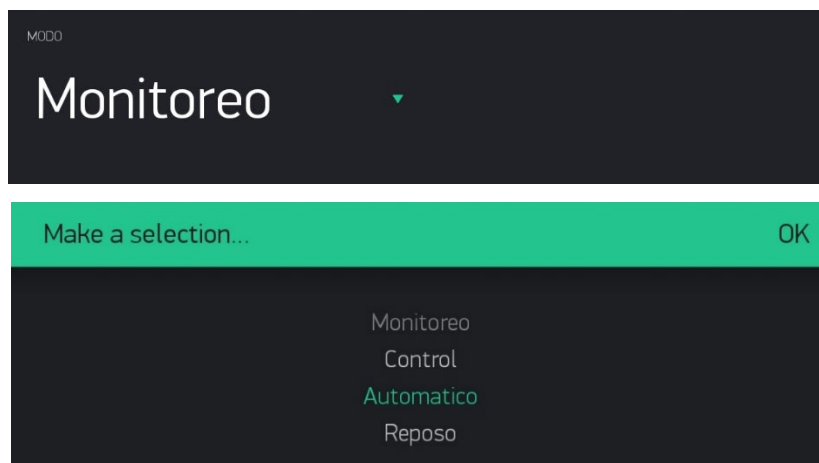 MODO
Monitoreo
Make a selection... OK
Monitoreo
Control
Automatico
Reposo